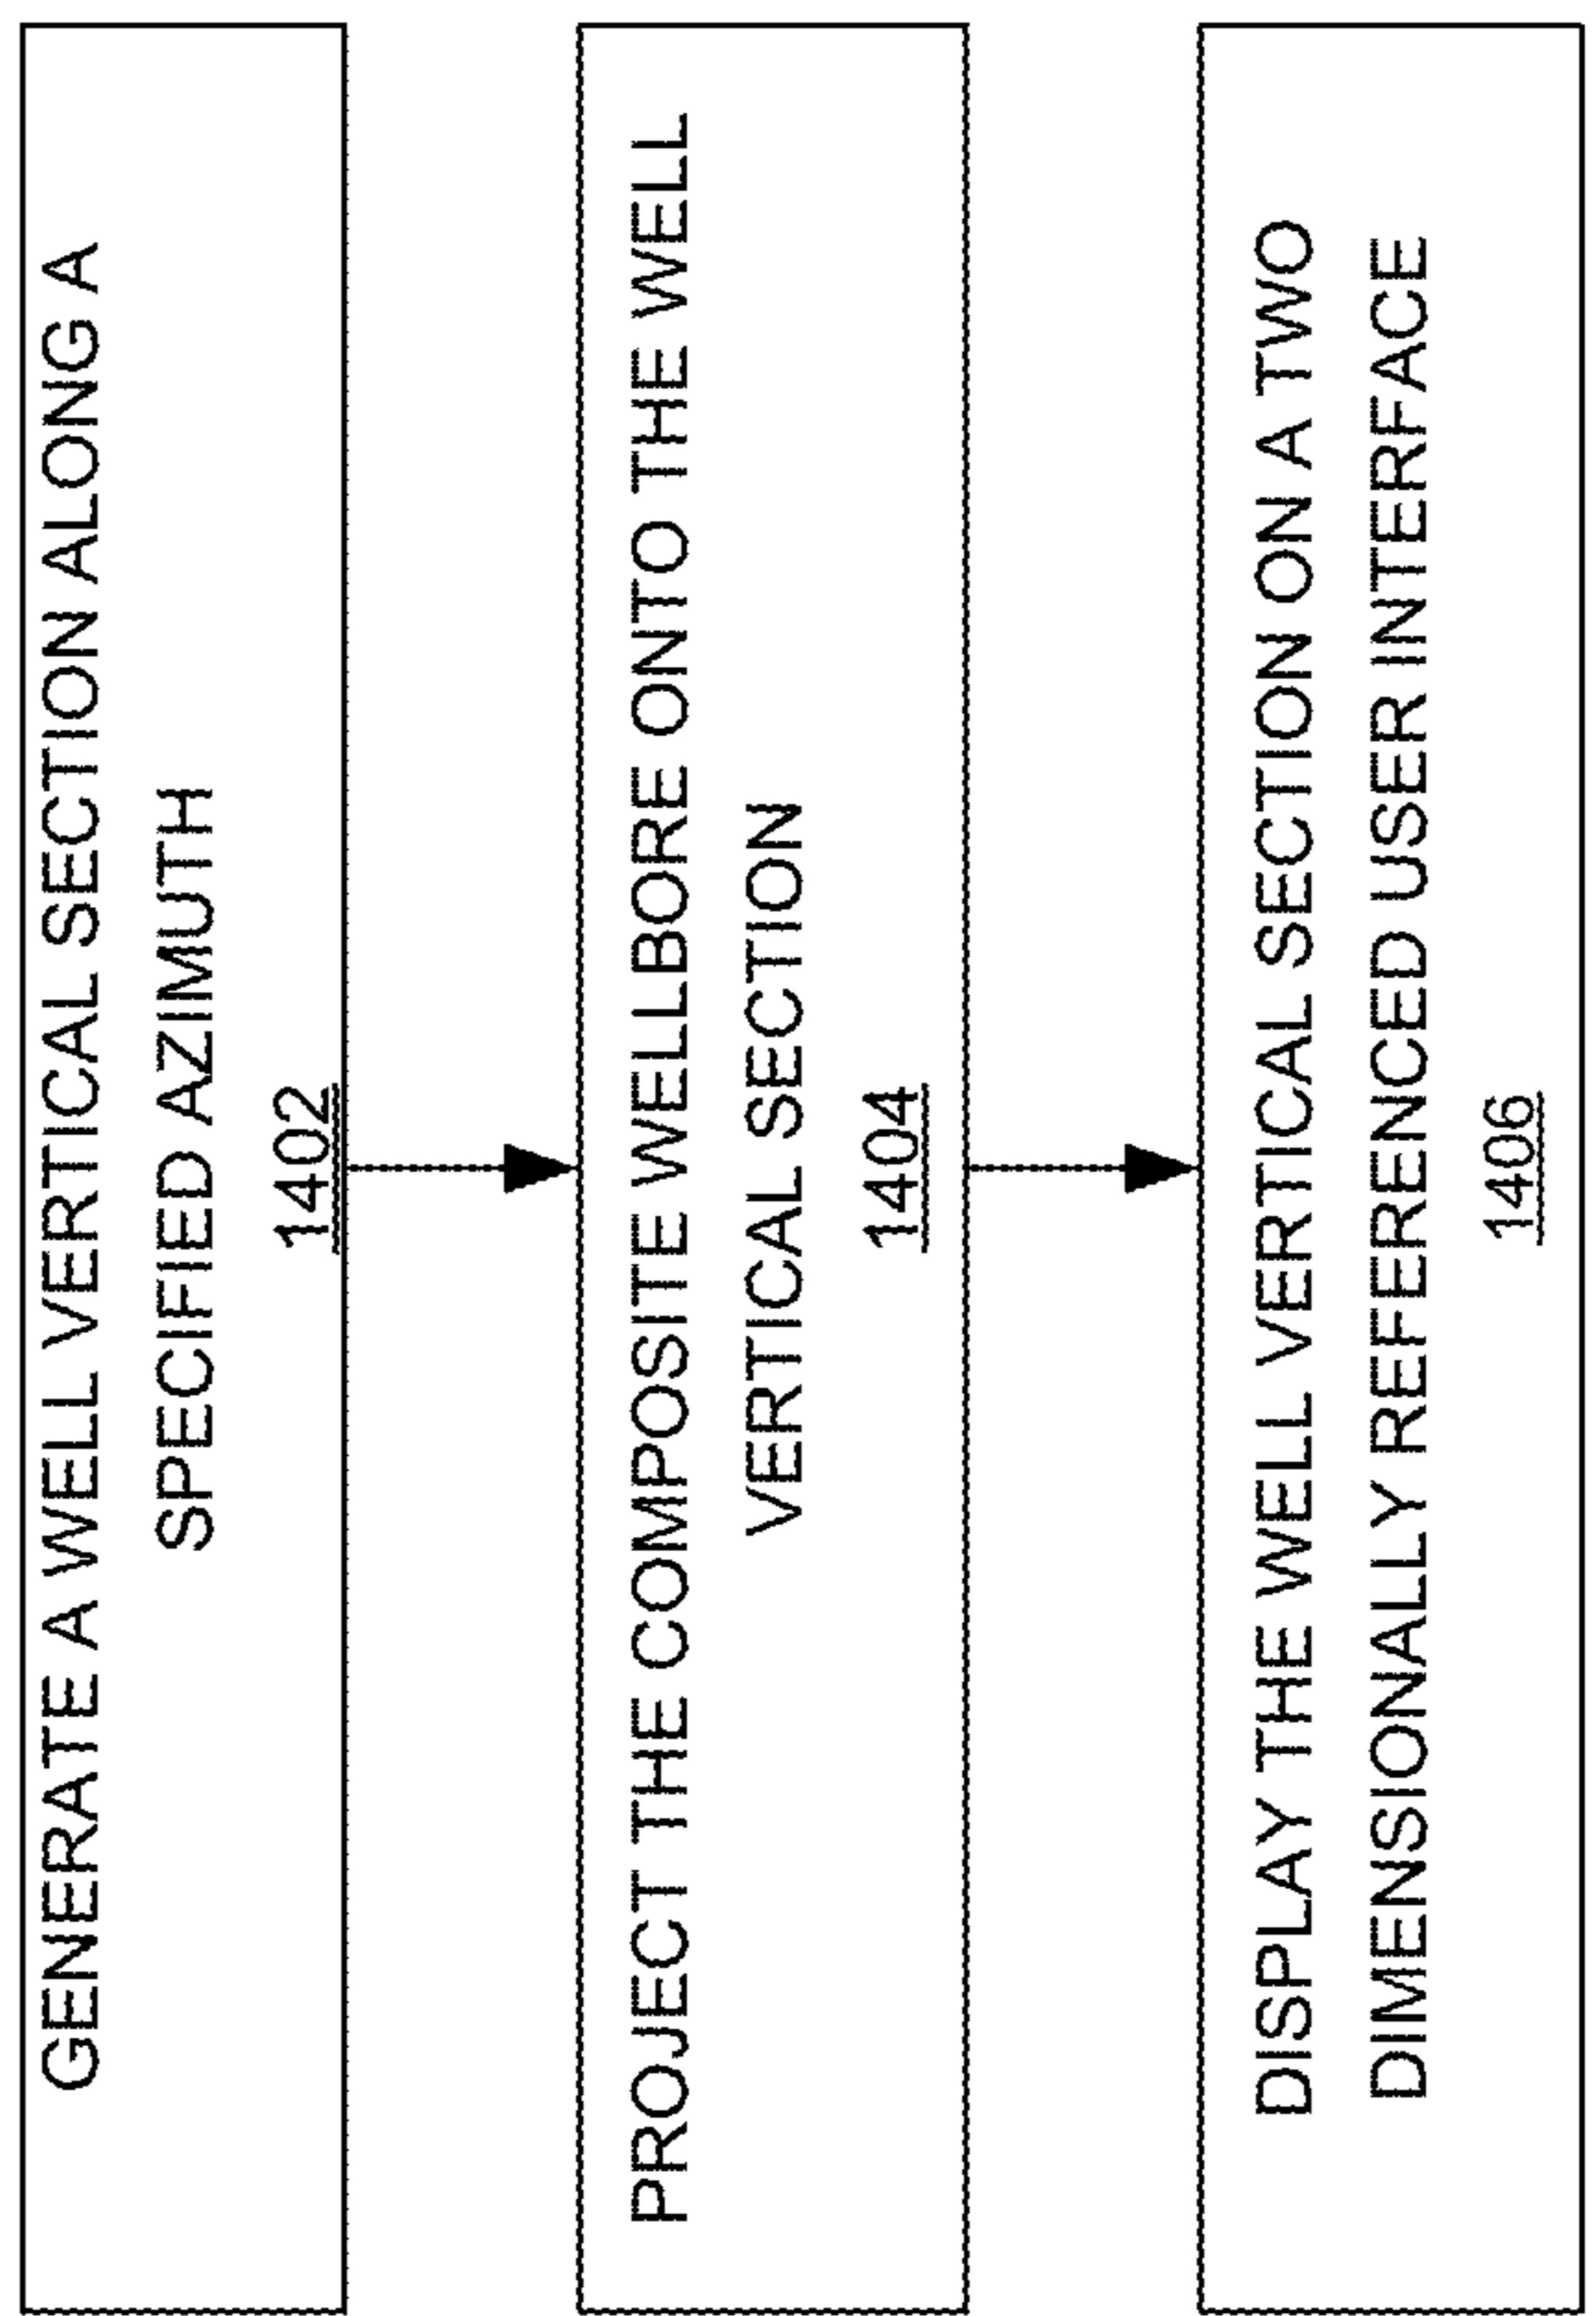 GENERATE A WELL VERTICAL SECTION ALONG A
SPECIFIED AZIMUTH
1402
PROJECT THE COMPOSITE WELLBORE ONTO THE WELL
VERTICAL SECTION
1404
DISPLAY THE WELL VERTICAL SECTION ON A TWO
DIMENSIONALLY REFERENCED USER INTERFACE
1406